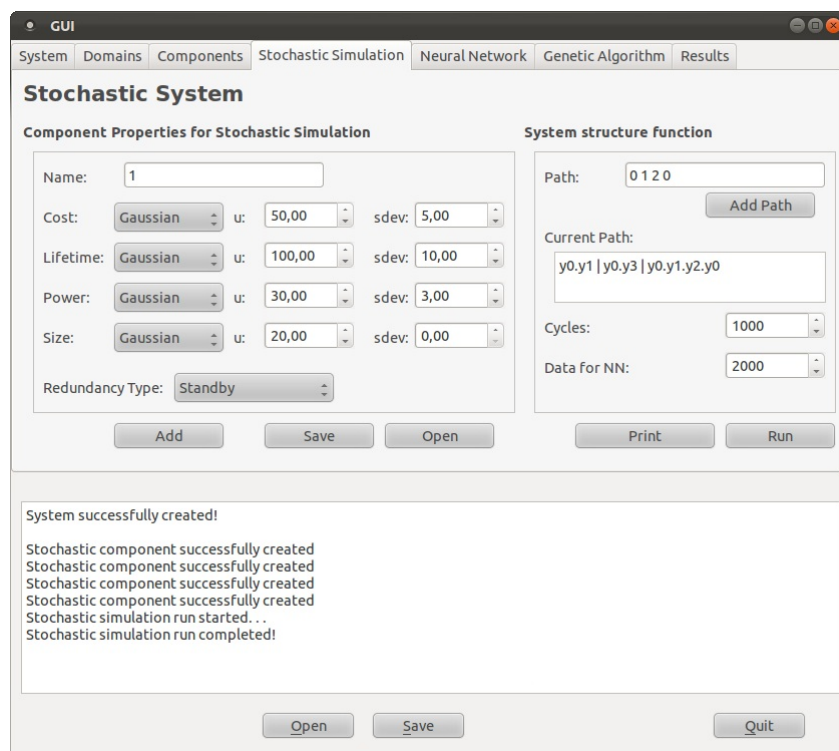 GUI
System Domains Components Stochastic Simulation Neural Network Genetic Algorithm Results
Stochastic System
Component Properties for Stochastic Simulation
Name: 1
Cost: Gaussian u: 50,00 sdev: 5,00
Lifetime: Gaussian u: 100,00 sdev: 10,00
Power: Gaussian u: 30,00 sdev: 3,00
Size: Gaussian u: 20,00 sdev: 0,00
Redundancy Type: Standby
Add Save Open
System structure function
Path: 0 1 2 0
Add Path
Current Path:
y0.y1 | y0.y3 | y0.y1.y2.y0
Cycles: 1000
Data for NN: 2000
Print Run
System successfully created!
Stochastic component successfully created
Stochastic component successfully created
Stochastic component successfully created
Stochastic component successfully created
Stochastic simulation run started. . .
Stochastic simulation run completed!
Open Save Quit